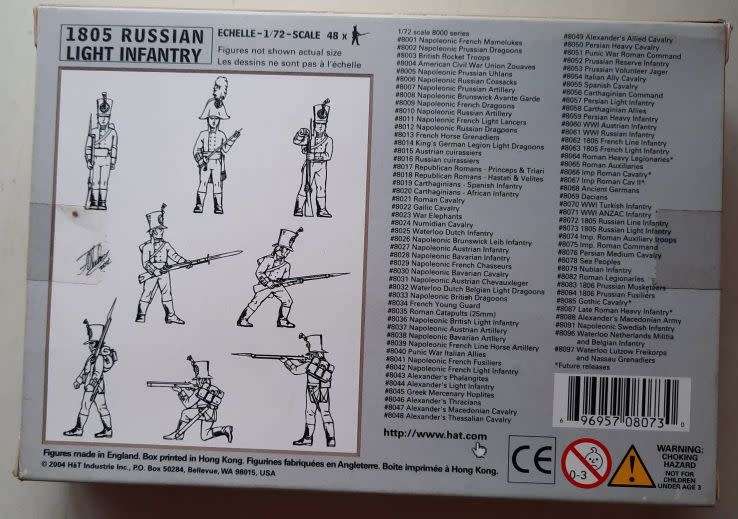 1805 RUSSIAN
LIGHT INFANTRY
ECHELLE-1/72-SCALE 48 x
Figures not shown actual size
Les dessins ne sont pas à l'échelle
1/72 scale 8000 series
#8001 Napoleonic French Mamelukes
#8002 Napoleonic Prussian Dragoons
#8003 British Rocket Troops
#8004 American Civil War Union Zouaves
#8005 Napoleonic Prussian Uhlans
#8006 Napoleonic Russian Cossacks
#8007 Napoleonic Prussian Artillery
#8008 Napoleonic Brunswick Avante Garde
#8009 Napoleonic French Dragoons
#8010 Napoleonic Russian Artillery
#8011 Napoleonic French Light Lancers
#8012 Napoleonic Russian Dragoons
#8013 French Horse Grenadiers
#8014 King's German Legion Light Dragoons
#8015 Austrian cuirassiers
#8016 Russian cuirassiers
#8017 Republican Romans - Princeps & Triari
#8018 Republican Romans - Hastati & Velites
#8019 Carthaginians - Spanish Infantry
#8020 Carthaginians - African Infantry
#8021 Roman Cavalry
#8022 Gallic Cavalry
#8023 War Elephants
#8024 Numidian Cavalry
#8025 Waterloo Dutch Infantry
#8026 Napoleonic Brunswick Leib Infantry
#8027 Napoleonic Austrian Infantry
#8028 Napoleonic Bavarian Infantry
#8029 Napoleonic French Chasseurs
#8030 Napoleonic Bavarian Cavalry
#8031 Napoleonic Austrian Chevauxleger
#8032 Waterloo Dutch Belgian Light Dragoons
#8033 Napoleonic British Dragoons
#8034 French Young Guard
#8035 Roman Catapults (25mm)
#8036 Napoleonic British Light Infantry
#8037 Napoleonic Austrian Artillery
#8038 Napoleonic Bavarian Artillery
#8039 Napoleonic French Line Horse Artillery
#8040 Punic War Italian Allies
#8041 Napoleonic French Fusiliers
#8042 Napoleonic French Light Infantry
#8043 Alexander's Phalangites
#8044 Alexander's Light Infantry
#8045 Greek Mercenary Hoplites
#8046 Alexander's Thracians
#8047 Alexander's Macedonian Cavalry
#8048 Alexander's Thessalian Cavalry
#8049 Alexander's Allied Cavalry
#8050 Persian Heavy Cavalry
#8051 Punic War Roman Command
#8052 Prussian Reserve Infantry
#8053 Prussian Volunteer Jager
#8054 Italian Ally Cavalry
#8055 Spanish Cavalry
#8056 Carthaginian Command
#8057 Persian Light Infantry
#8058 Carthaginian Allies
#8059 Persian Heavy Infantry
#8060 WWI Austrian Infantry
#8061 WWI Russian Infantry
#8062 1805 French Line Infantry
#8063 1805 French Light Infantry
#8064 Roman Heavy Legionaries*
#8065 Roman Auxiliaries
#8066 Imp Roman Cavalry*
#8067 Imp Roman Cav II*
#8068 Ancient Germans
#8069 Dacians
#8070 WWI Turkish Infantry
#8071 WWI ANZAC Infantry
#8072 1805 Russian Line Infantry
#8073 1805 Russian Light Infantry
#8074 Imp. Roman Auxiliary troops
#8075 Imp. Roman Command
#8076 Persian Medium Cavalry
#8078 Sea Peoples
#8079 Nubian Infantry
#8082 Roman Legionaries
#8083 1806 Prussian Musketeers
#8084 1806 Prussian Fusiliers
#8085 Gothic Cavalry*
#8087 Late Roman Heavy Infantry*
#8088 Alexander's Macedonian Army
#8091 Napoleonic Swedish Infantry
#8096 Waterloo Netherlands Militia
and Belgian Infantry
#8097 Waterloo Lutzow Freikorps
and Nassau Grenadiers
*Future releases
6 96957 08073 0
http://www.hat.com
Figures made in England. Box printed in Hong Kong. Figurines fabriquées en Angleterre. Boite imprimée à Hong Kong.
© 2004 HäT Industrie Inc., P.O. Box 50284, Bellevue, WA 98015, USA
CE
0-3
WARNING:
CHOKING
HAZARD
NOT FOR
CHILDREN
UNDER AGE 3